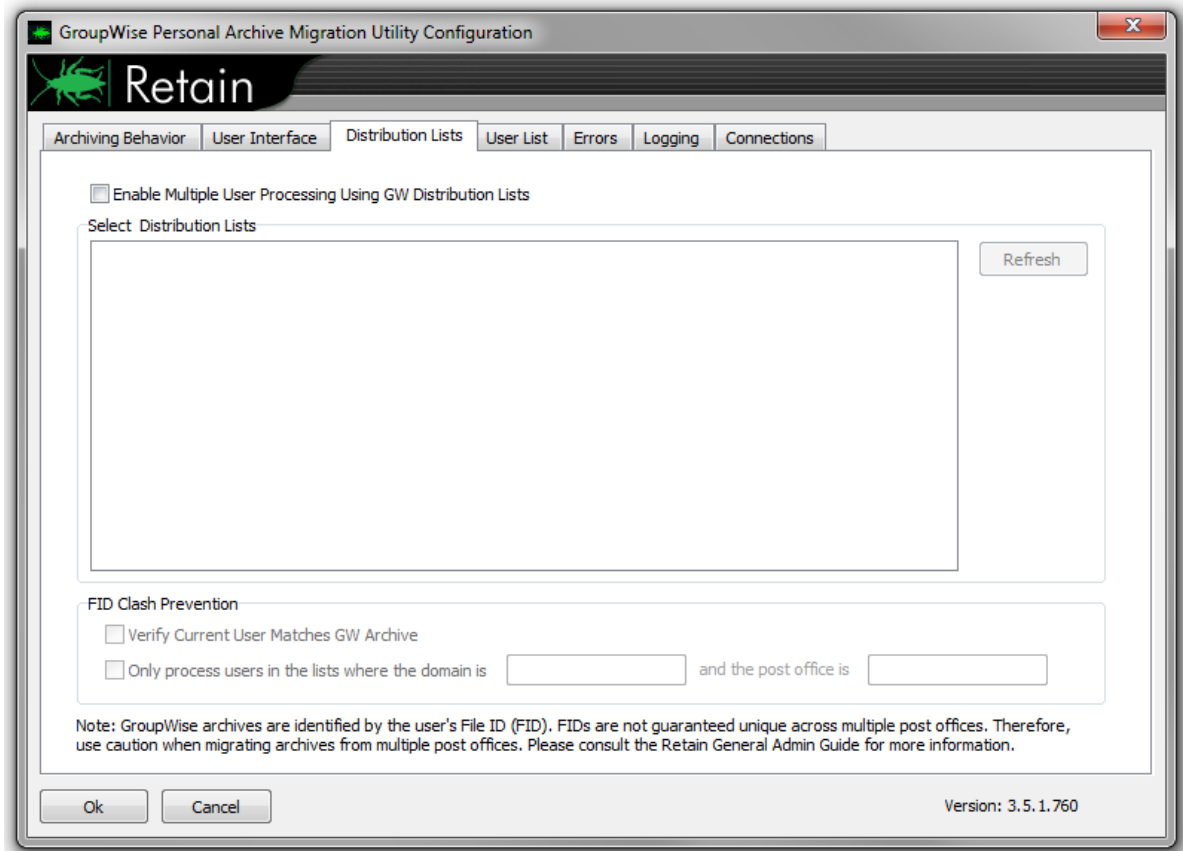 GroupWise Personal Archive Migration Utility Configuration
Retain
Archiving Behavior User Interface Distribution Lists User List Errors Logging Connections
Enable Multiple User Processing Using GW Distribution Lists
Select Distribution Lists
Refresh
FID Clash Prevention
Verify Current User Matches GW Archive
Only process users in the lists where the domain is and the post office is
Note: GroupWise archives are identified by the user's File ID (FID). FIDs are not guaranteed unique across multiple post offices. Therefore,
use caution when migrating archives from multiple post offices. Please consult the Retain General Admin Guide for more information.
Ok Cancel Version: 3.5.1.760